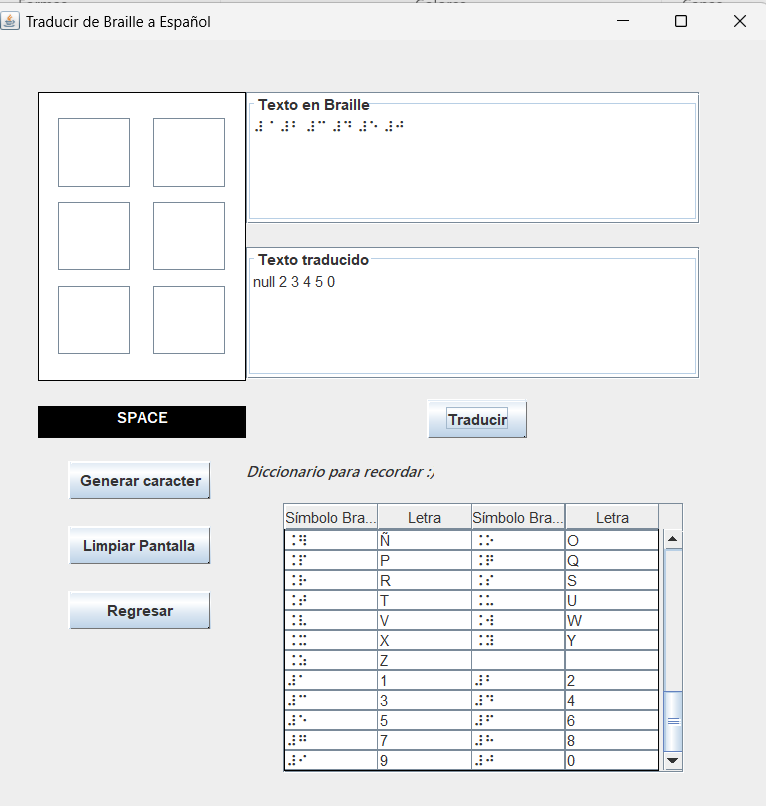 Traducir de Braille a Español
Texto en Braille
⠼⠁⠼⠃ ⠼⠉ ⠼⠙ ⠼⠑ ⠼⠚
Texto traducido
null 2 3 4 5 0
SPACE
Traducir
Generar caracter
Diccionario para recordar :,
Limpiar Pantalla
Regresar
Símbolo Bra... Letra Símbolo Bra... Letra
⠨⠻ Ñ ⠨⠕ O
⠨⠏ P ⠨⠟ Q
⠨⠗ R ⠨⠎ S
⠨⠞ T ⠨⠥ U
⠨⠧ V ⠨⠺ W
⠨⠭ X ⠨⠽ Y
⠨⠵ Z
⠼⠁ 1 ⠼⠃ 2
⠼⠉ 3 ⠼⠙ 4
⠼⠑ 5 ⠼⠋ 6
⠼⠛ 7 ⠼⠓ 8
⠼⠊ 9 ⠼⠚ 0